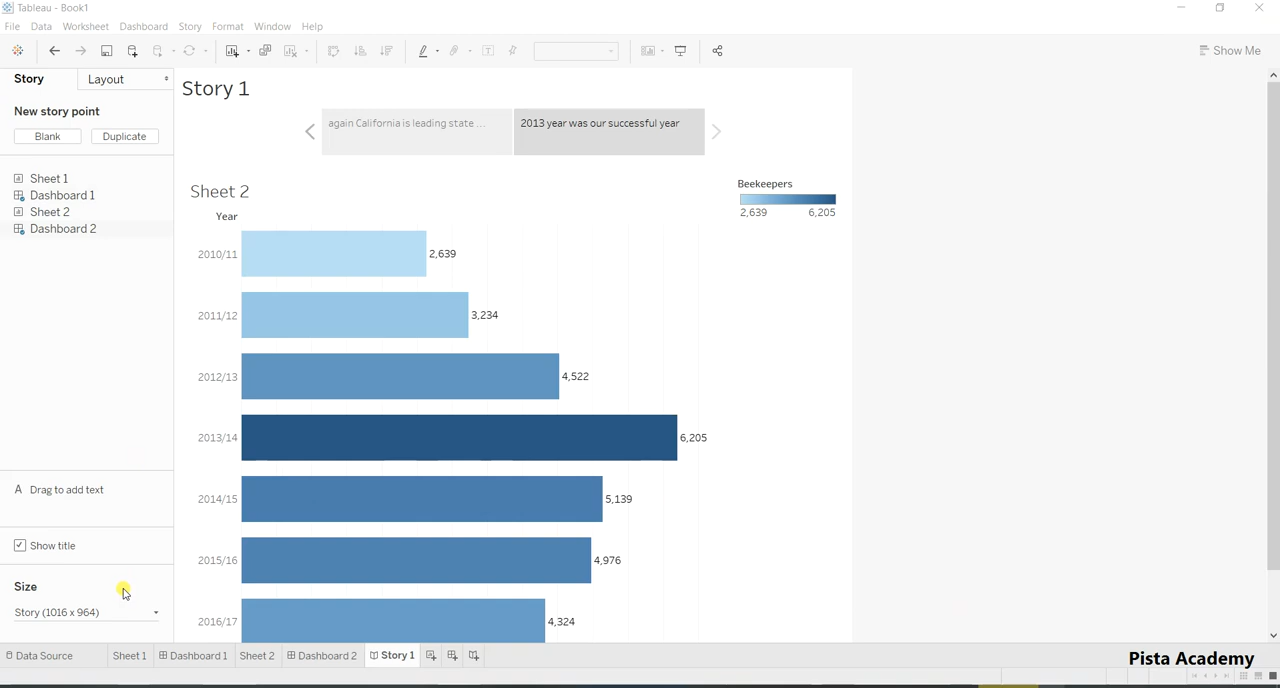 Tableau - Book1
File Data Worksheet Dashboard Story Format Window Help
Show Me
Story Layout
New story point
Blank Duplicate
Sheet 1
Dashboard 1
Sheet 2
Dashboard 2
A Drag to add text
Show title
Size
Story (1016 x 964)
Story 1
again California is leading state ...
2013 year was our successful year
Sheet 2
Year
2010/11 2,639
2011/12 3,234
2012/13 4,522
2013/14 6,205
2014/15 5,139
2015/16 4,976
2016/17 4,324
Beekeepers
2,639 6,205
Data Source Sheet 1 Dashboard 1 Sheet 2 Dashboard 2 Story 1
Pista Academy